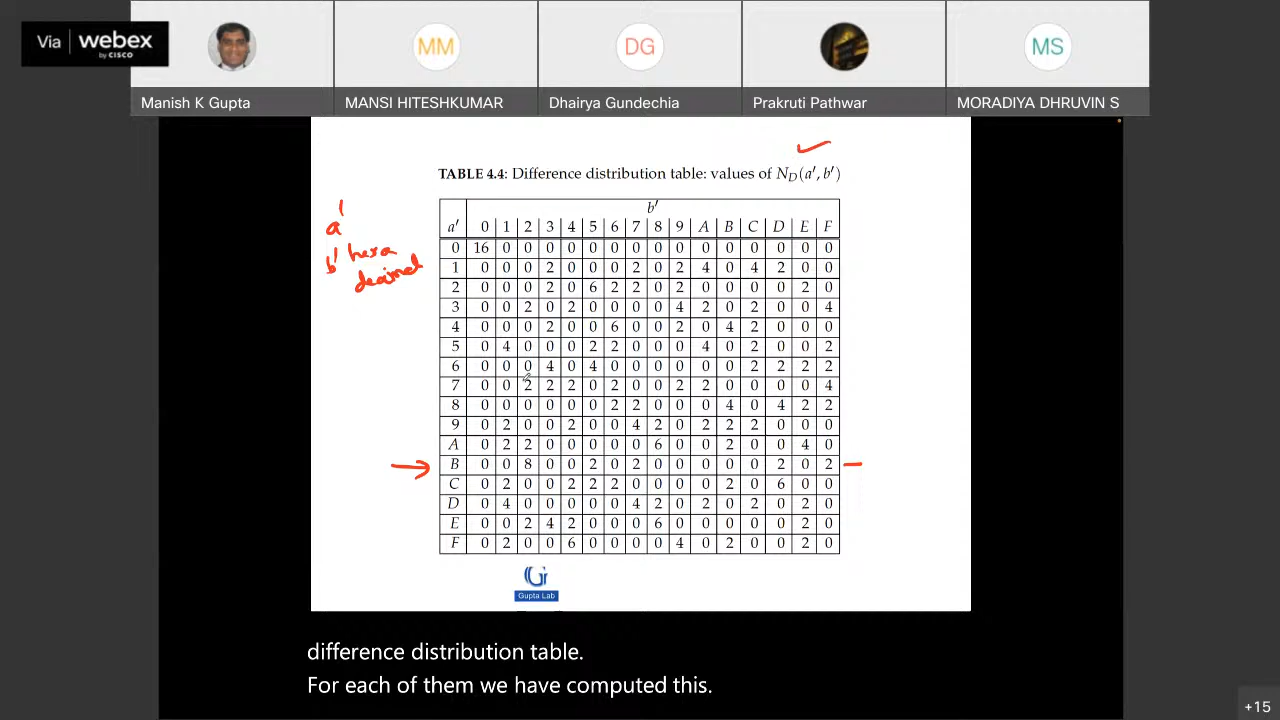 Via webex
by CISCO
MM DG MS
Manish K Gupta MANSI HITESHKUMAR Dhairya Gundechia Prakruti Pathwar MORADIYA DHRUVIN S
TABLE 4.4: Difference distribution table: values of N_D(a′, b′)
a′
b′ hexa
decimal
b′
a′ 0 1 2 3 4 5 6 7 8 9 A B C D E F
0 16 0 0 0 0 0 0 0 0 0 0 0 0 0 0 0
1 0 0 0 2 0 0 0 2 0 2 4 0 4 2 0 0
2 0 0 0 2 0 6 2 2 0 2 0 0 0 0 2 0
3 0 0 2 0 2 0 0 0 0 4 2 0 2 0 0 4
4 0 0 0 2 0 0 6 0 0 2 0 4 2 0 0 0
5 0 4 0 0 0 2 2 0 0 0 4 0 2 0 0 2
6 0 0 0 4 0 4 0 0 0 0 0 0 2 2 2 2
7 0 0 2 2 2 0 2 0 0 2 2 0 0 0 0 4
8 0 0 0 0 0 0 2 2 0 0 0 4 0 4 2 2
9 0 2 0 0 2 0 0 4 2 0 2 2 2 0 0 0
A 0 2 2 0 0 0 0 0 6 0 0 2 0 0 4 0
B 0 0 8 0 0 2 0 2 0 0 0 0 0 2 0 2
C 0 2 0 0 2 2 2 0 0 0 0 2 0 6 0 0
D 0 4 0 0 0 0 0 4 2 0 2 0 2 0 2 0
E 0 0 2 4 2 0 0 0 6 0 0 0 0 0 2 0
F 0 2 0 0 6 0 0 0 0 4 0 2 0 0 2 0
Gupta Lab
difference distribution table.
For each of them we have computed this.
+15